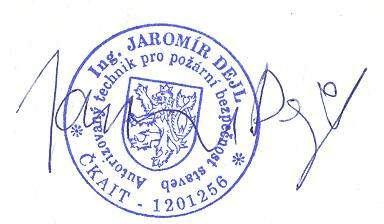 Ing. JAROMÍR DEJL
Autorizovaný technik pro požární bezpečnost staveb
* ČKAIT - 1201256 *